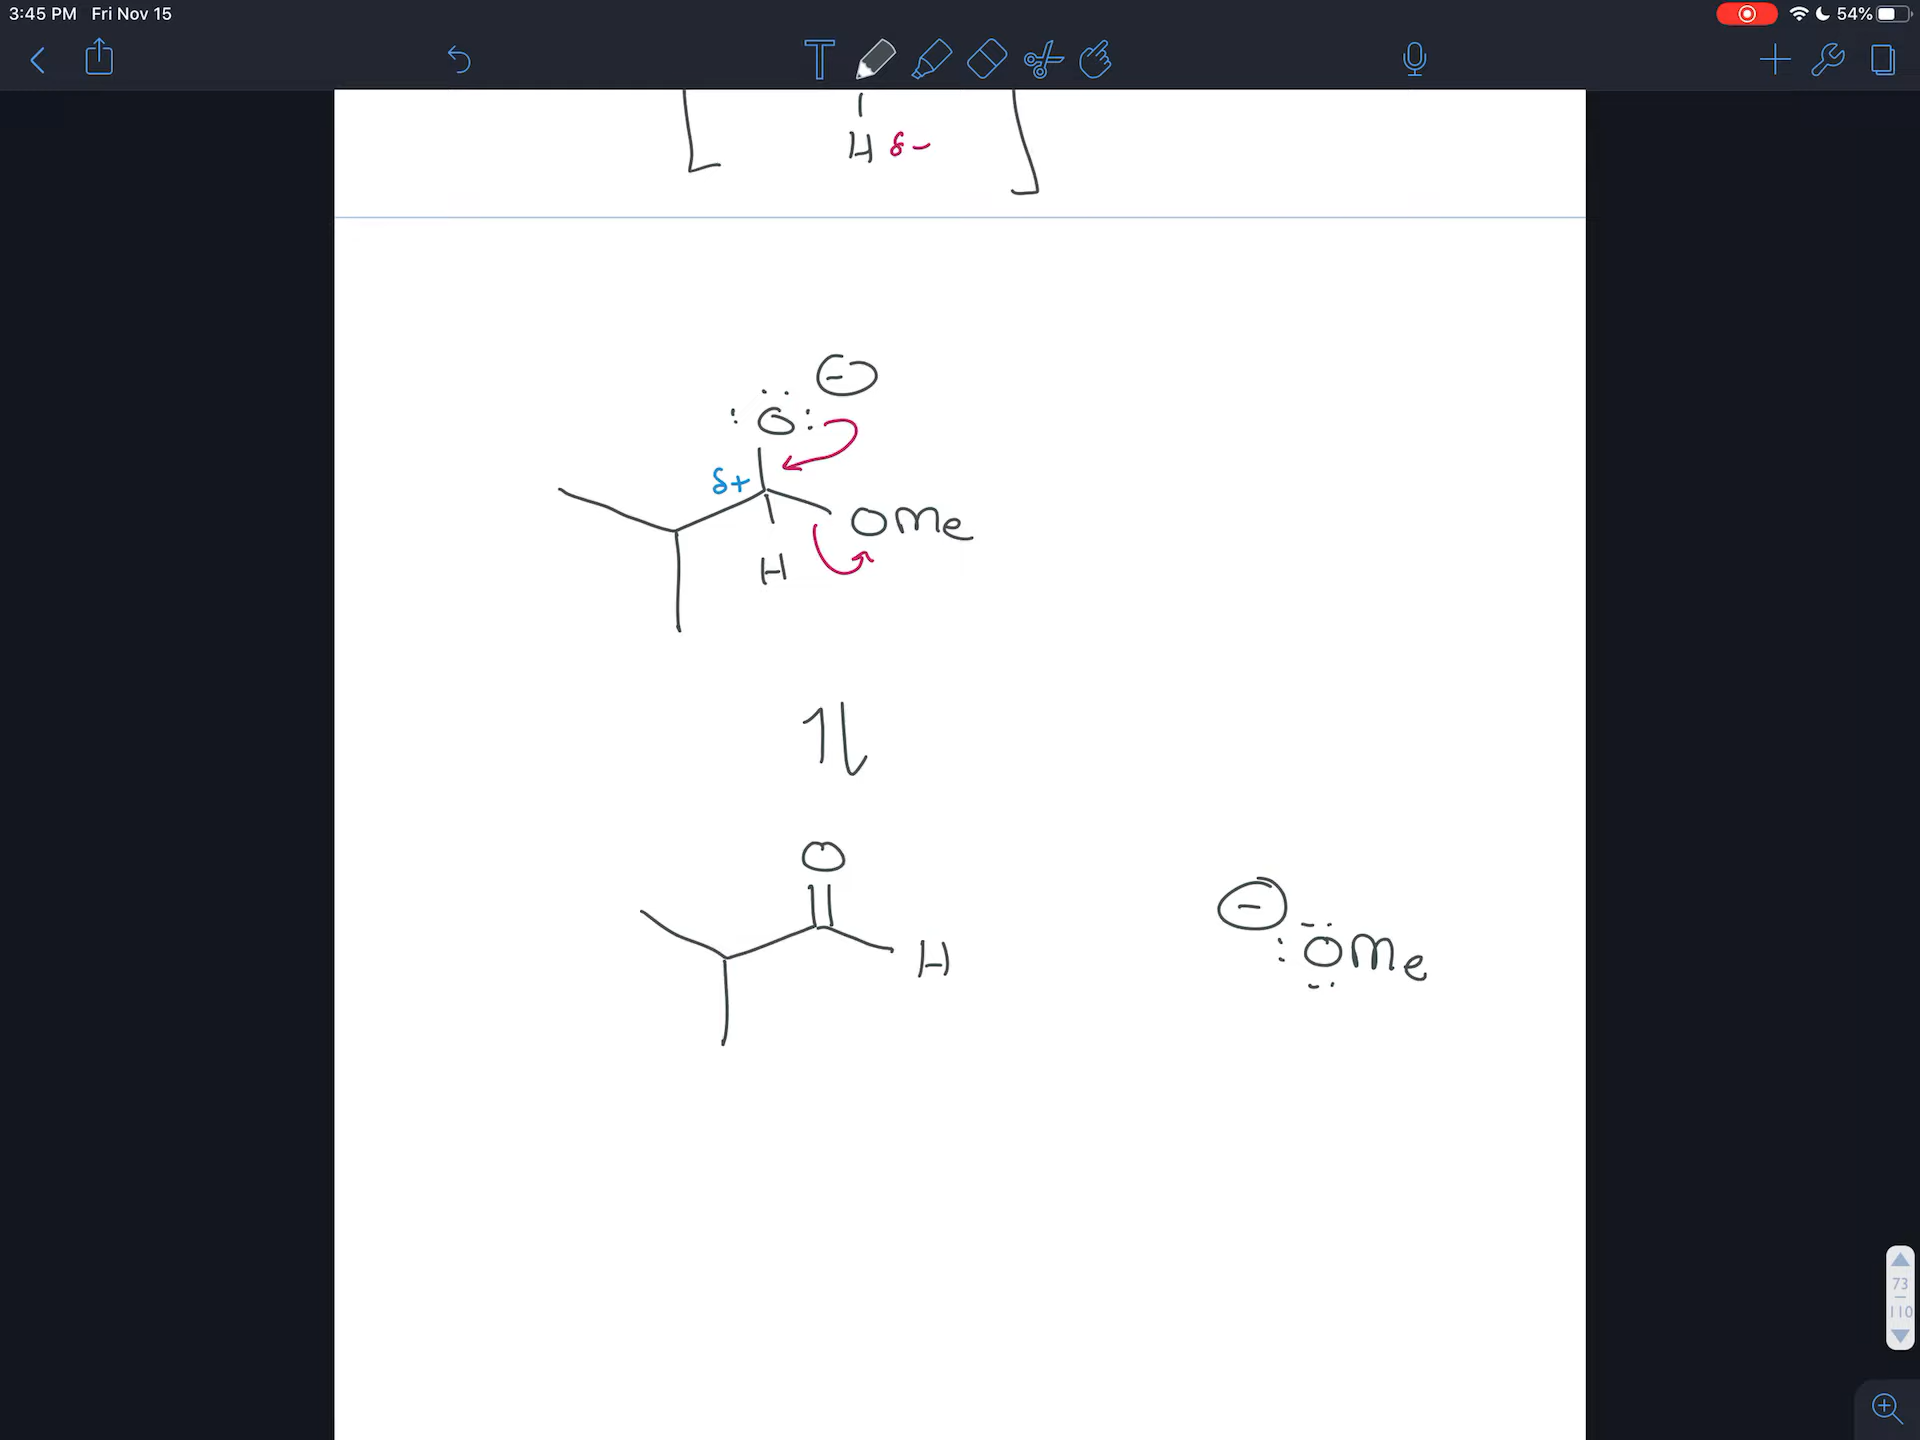 3:45 PM Fri Nov 15
54%
T
H δ-
-
:O:
δ+
OMe
H
O
H
-
:OMe
73
110